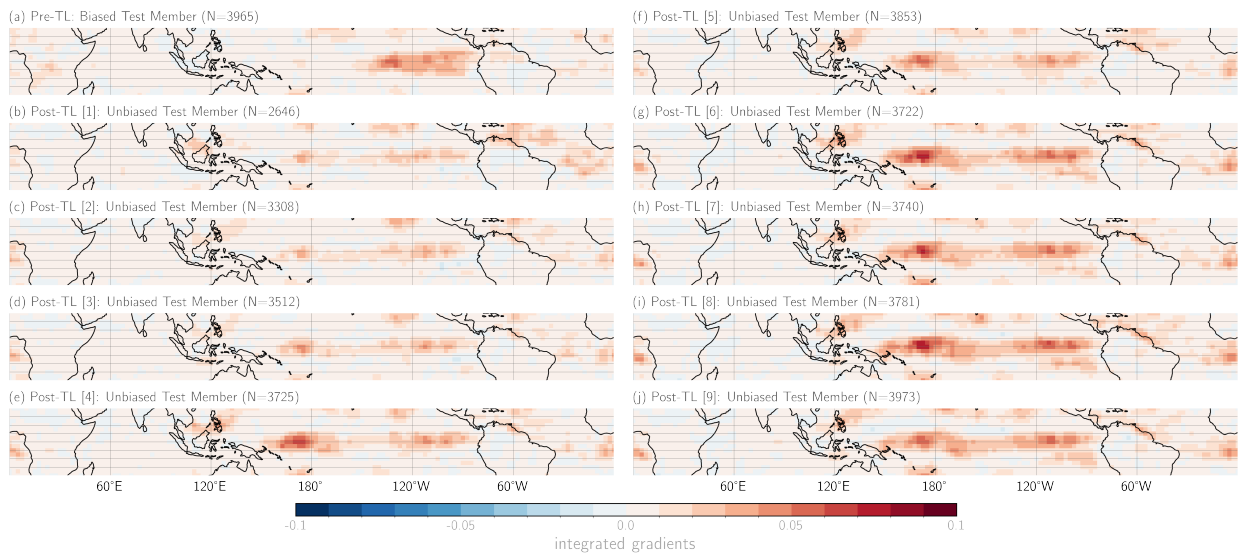 (a) Pre-TL: Biased Test Member (N=3965)
(b) Post-TL [1]: Unbiased Test Member (N=2646)
(c) Post-TL [2]: Unbiased Test Member (N=3308)
(d) Post-TL [3]: Unbiased Test Member (N=3512)
(e) Post-TL [4]: Unbiased Test Member (N=3725)
60°E 120°E 180° 120°W 60°W
(f) Post-TL [5]: Unbiased Test Member (N=3853)
(g) Post-TL [6]: Unbiased Test Member (N=3722)
(h) Post-TL [7]: Unbiased Test Member (N=3740)
(i) Post-TL [8]: Unbiased Test Member (N=3781)
(j) Post-TL [9]: Unbiased Test Member (N=3973)
60°E 120°E 180° 120°W 60°W
-0.1 -0.05 0.0 0.05 0.1
integrated gradients